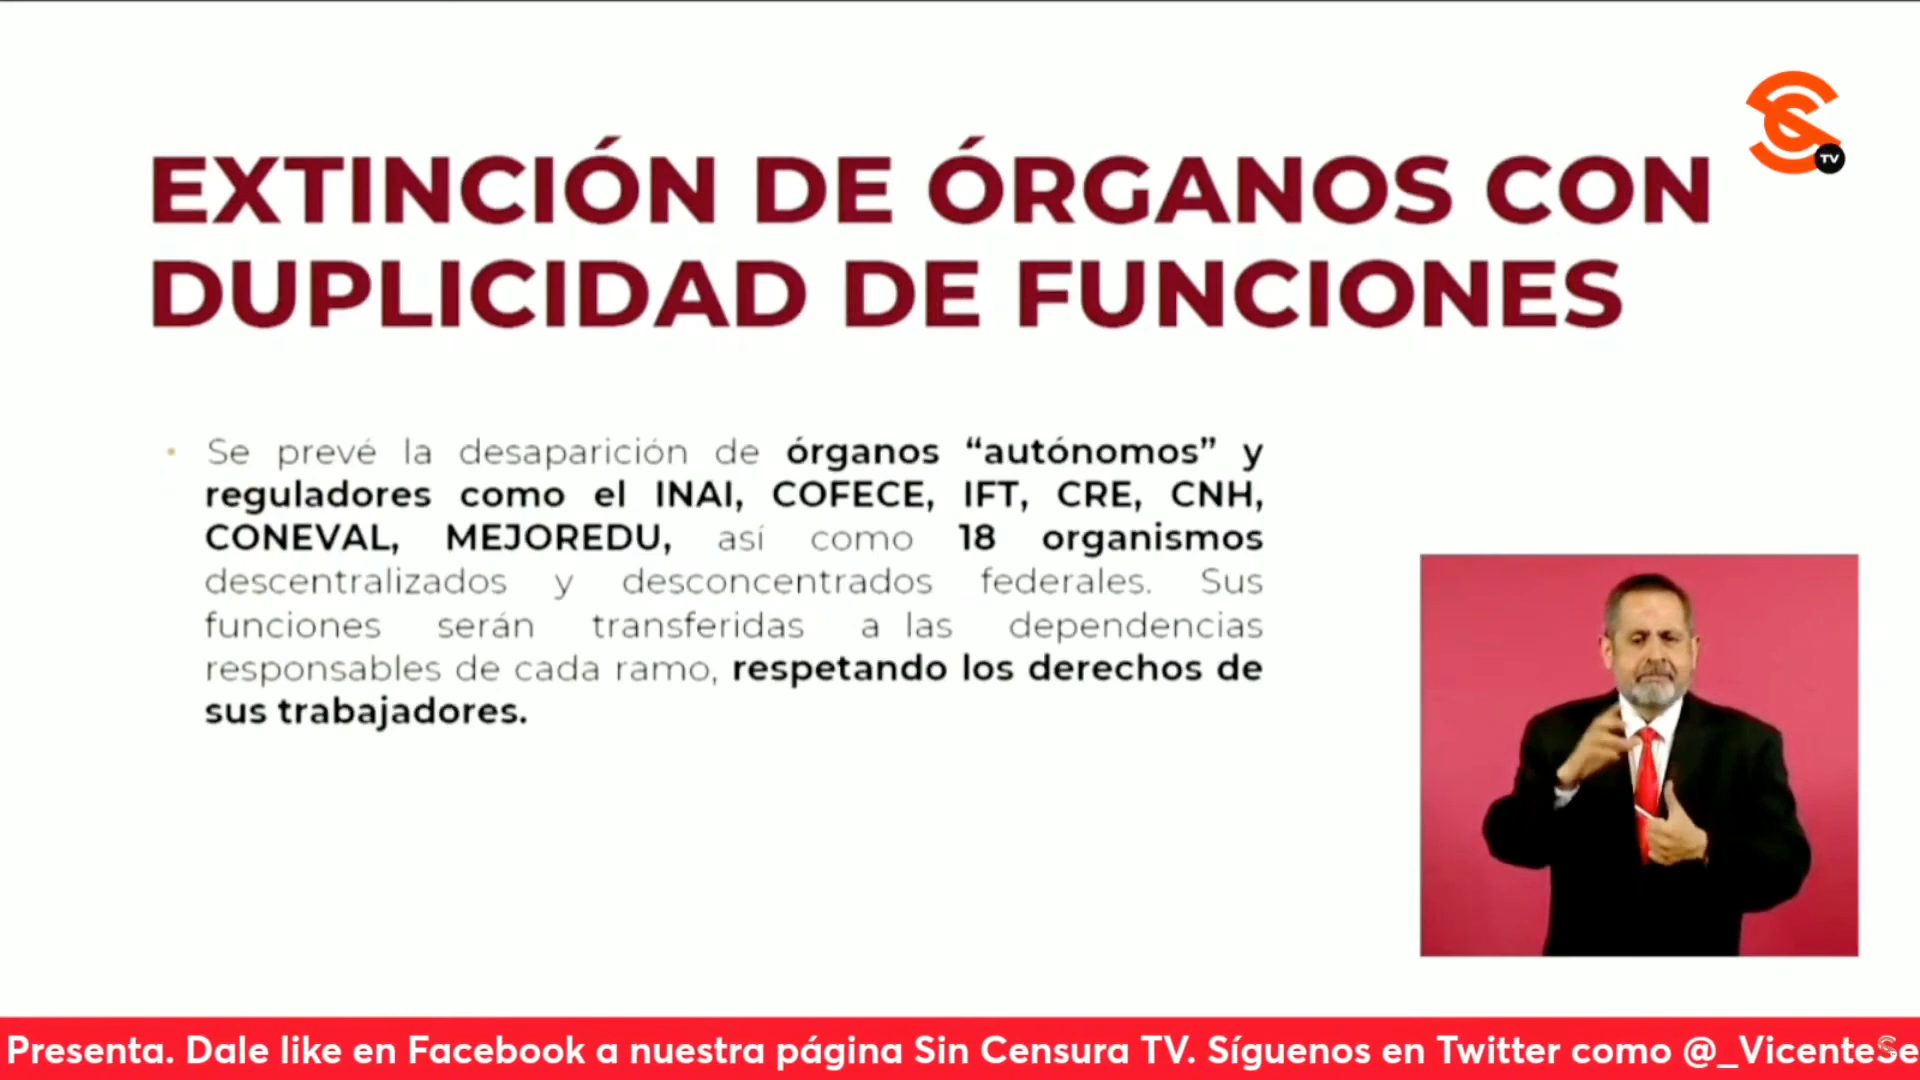 TV
EXTINCIÓN DE ÓRGANOS CON
DUPLICIDAD DE FUNCIONES
• Se prevé la desaparición de órganos “autónomos” y
reguladores como el INAI, COFECE, IFT, CRE, CNH,
CONEVAL, MEJOREDU, así como 18 organismos
descentralizados y desconcentrados federales. Sus
funciones serán transferidas a las dependencias
responsables de cada ramo, respetando los derechos de
sus trabajadores.
Presenta. Dale like en Facebook a nuestra página Sin Censura TV. Síguenos en Twitter como @_VicenteSe